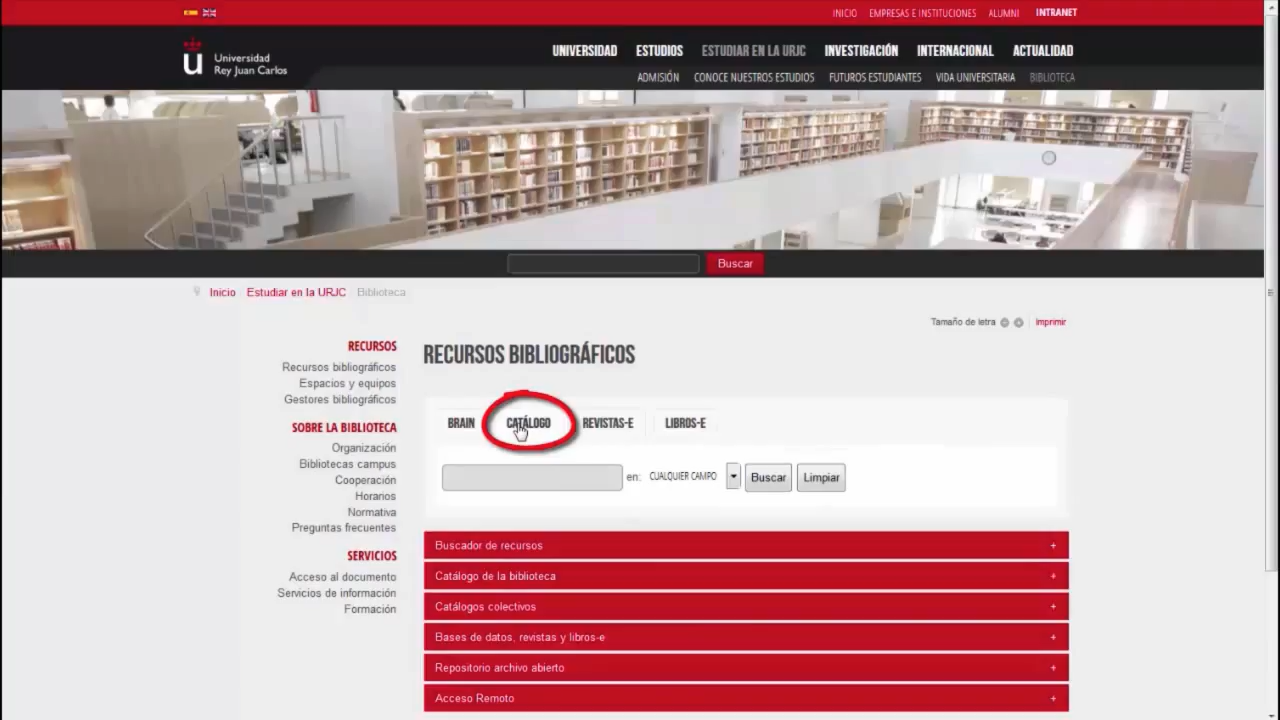 INICIO EMPRESAS E INSTITUCIONES ALUMNI INTRANET
Universidad
Rey Juan Carlos
UNIVERSIDAD ESTUDIOS ESTUDIAR EN LA URJC INVESTIGACIÓN INTERNACIONAL ACTUALIDAD
ADMISIÓN CONOCE NUESTROS ESTUDIOS FUTUROS ESTUDIANTES VIDA UNIVERSITARIA BIBLIOTECA
Buscar
Inicio Estudiar en la URJC Biblioteca
Tamaño de letra Imprimir
RECURSOS
Recursos bibliográficos
Espacios y equipos
Gestores bibliográficos
SOBRE LA BIBLIOTECA
Organización
Bibliotecas campus
Cooperación
Horarios
Normativa
Preguntas frecuentes
SERVICIOS
Acceso al documento
Servicios de información
Formación
RECURSOS BIBLIOGRÁFICOS
BRAIN CATÁLOGO REVISTAS-E LIBROS-E
en: CUALQUIER CAMPO Buscar Limpiar
Buscador de recursos +
Catálogo de la biblioteca +
Catálogos colectivos +
Bases de datos, revistas y libros-e +
Repositorio archivo abierto +
Acceso Remoto +